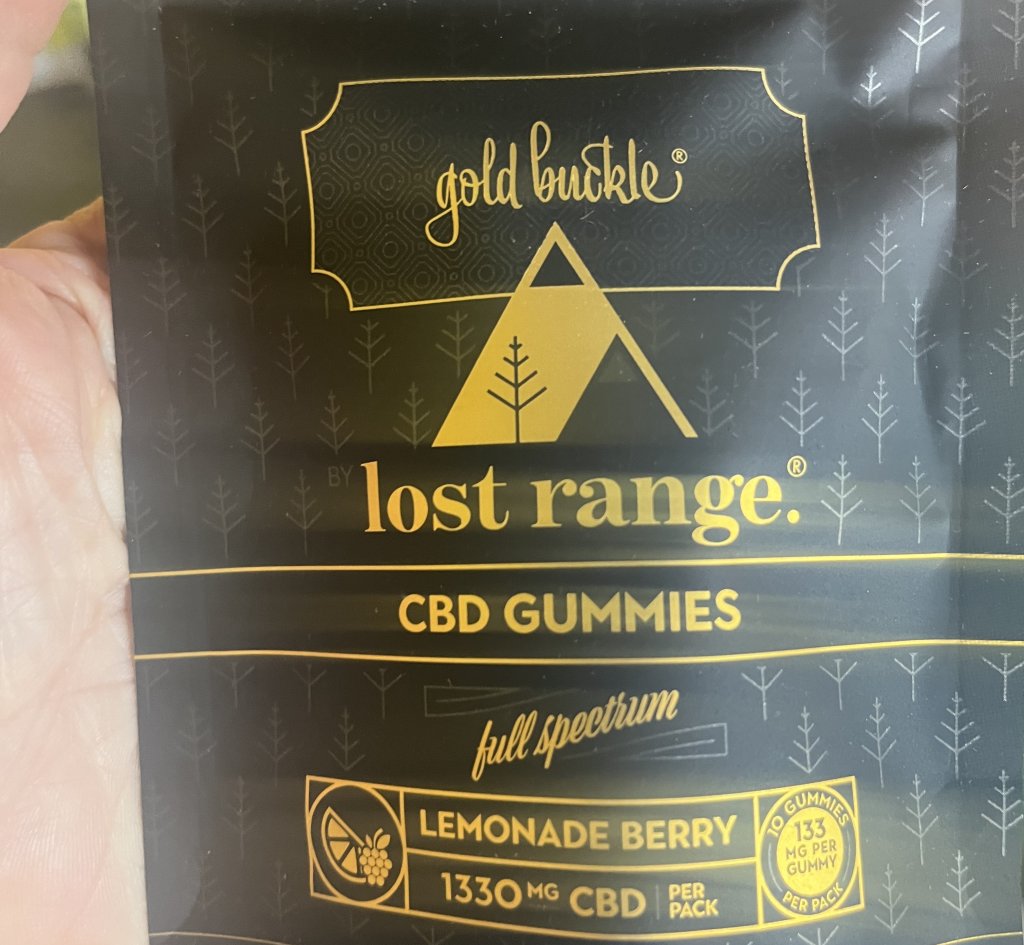 gold buckle®
BY lost range.®
CBD GUMMIES
full spectrum
LEMONADE BERRY
1330 MG CBD | PER PACK
10 GUMMIES
133
MG PER
GUMMY
PER PACK